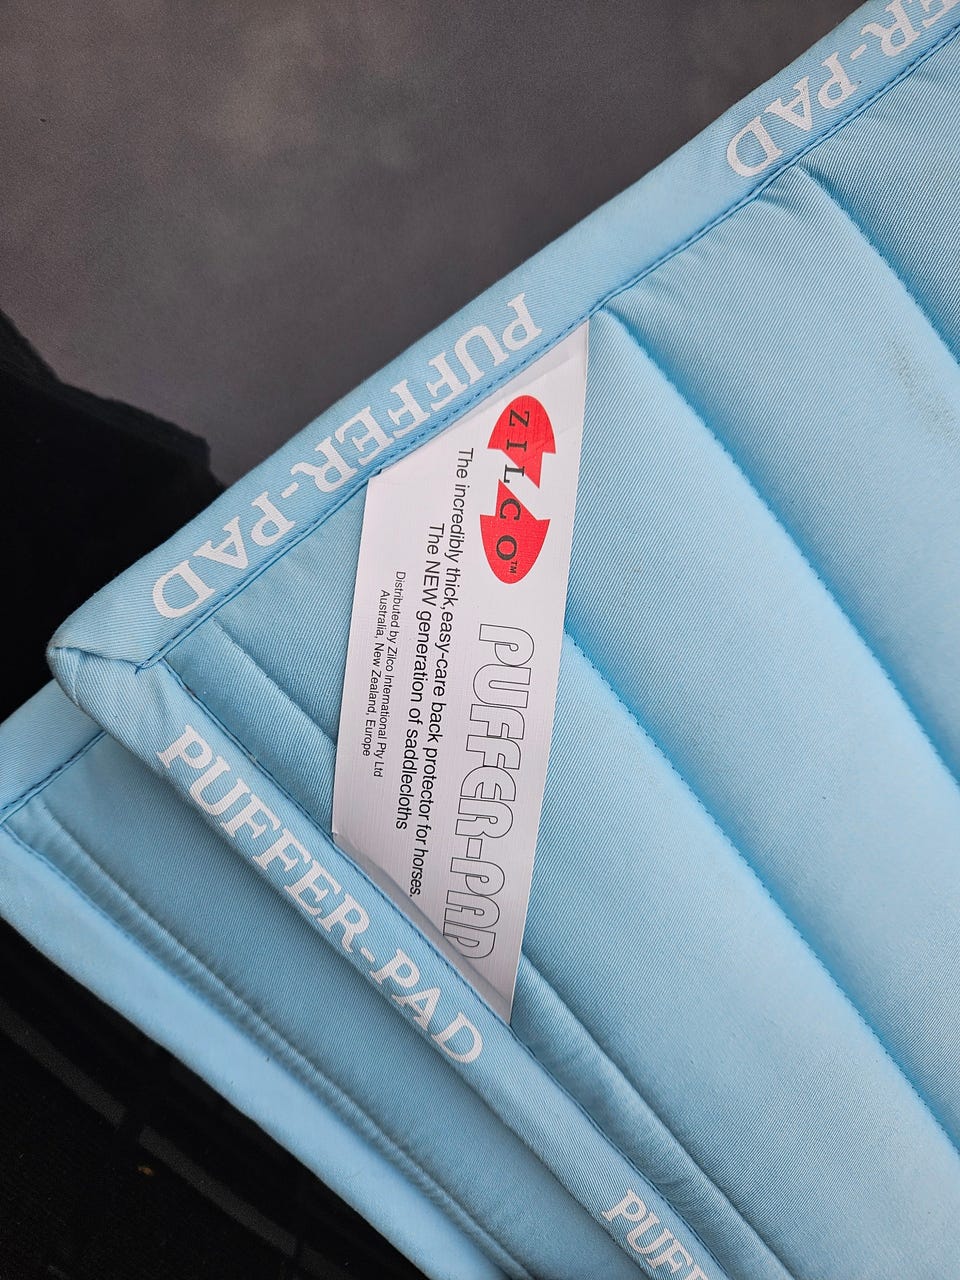 ER-PAD
PUFFER-PAD
ZILCO™
PUFFER-PAD
The incredibly thick,easy-care back protector for horses.
The NEW generation of saddlecloths
Distributed by Zilco International Pty Ltd
Australia, New Zealand, Europe
PUFFER-PAD
PUFF